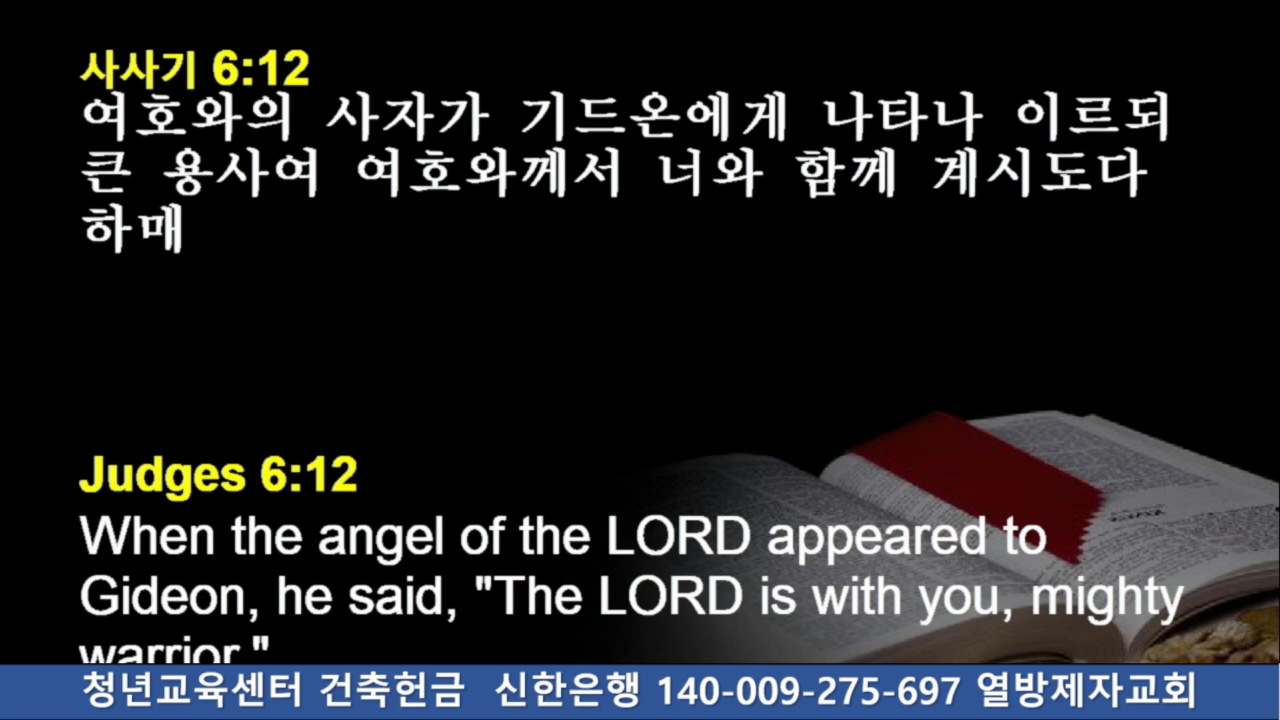 사사기 6:12
여호와의 사자가 기드온에게 나타나 이르되
큰 용사여 여호와께서 너와 함께 계시도다
하매
Judges 6:12
When the angel of the LORD appeared to
Gideon, he said, "The LORD is with you, mighty
warrior."
청년교육센터 건축헌금 신한은행 140-009-275-697 열방제자교회